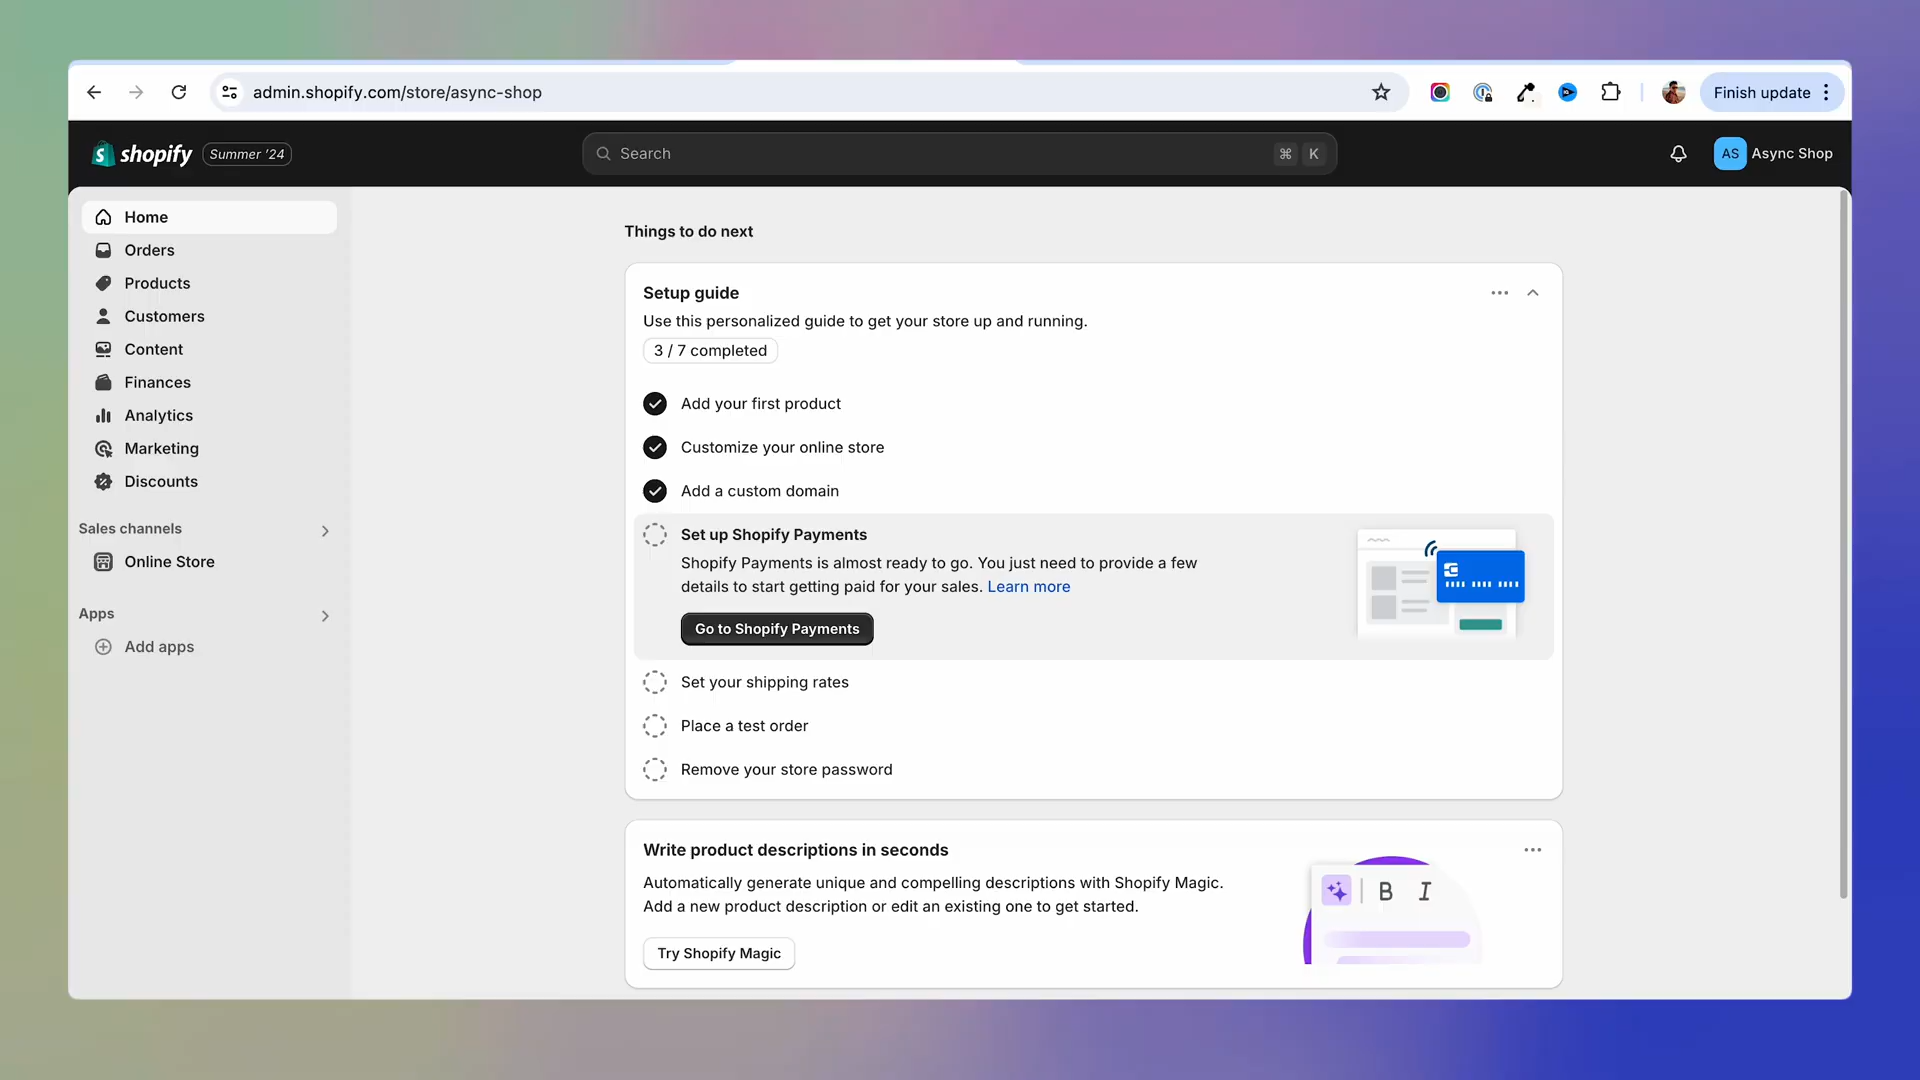 admin.shopify.com/store/async-shop
Finish update
shopify
Summer '24
Search
⌘ K
AS
Async Shop
Home
Orders
Products
Customers
Content
Finances
Analytics
Marketing
Discounts
Sales channels
Online Store
Apps
Add apps
Things to do next
Setup guide
Use this personalized guide to get your store up and running.
3 / 7 completed
Add your first product
Customize your online store
Add a custom domain
Set up Shopify Payments
Shopify Payments is almost ready to go. You just need to provide a few
details to start getting paid for your sales. Learn more
Go to Shopify Payments
Set your shipping rates
Place a test order
Remove your store password
Write product descriptions in seconds
Automatically generate unique and compelling descriptions with Shopify Magic.
Add a new product description or edit an existing one to get started.
Try Shopify Magic
B I